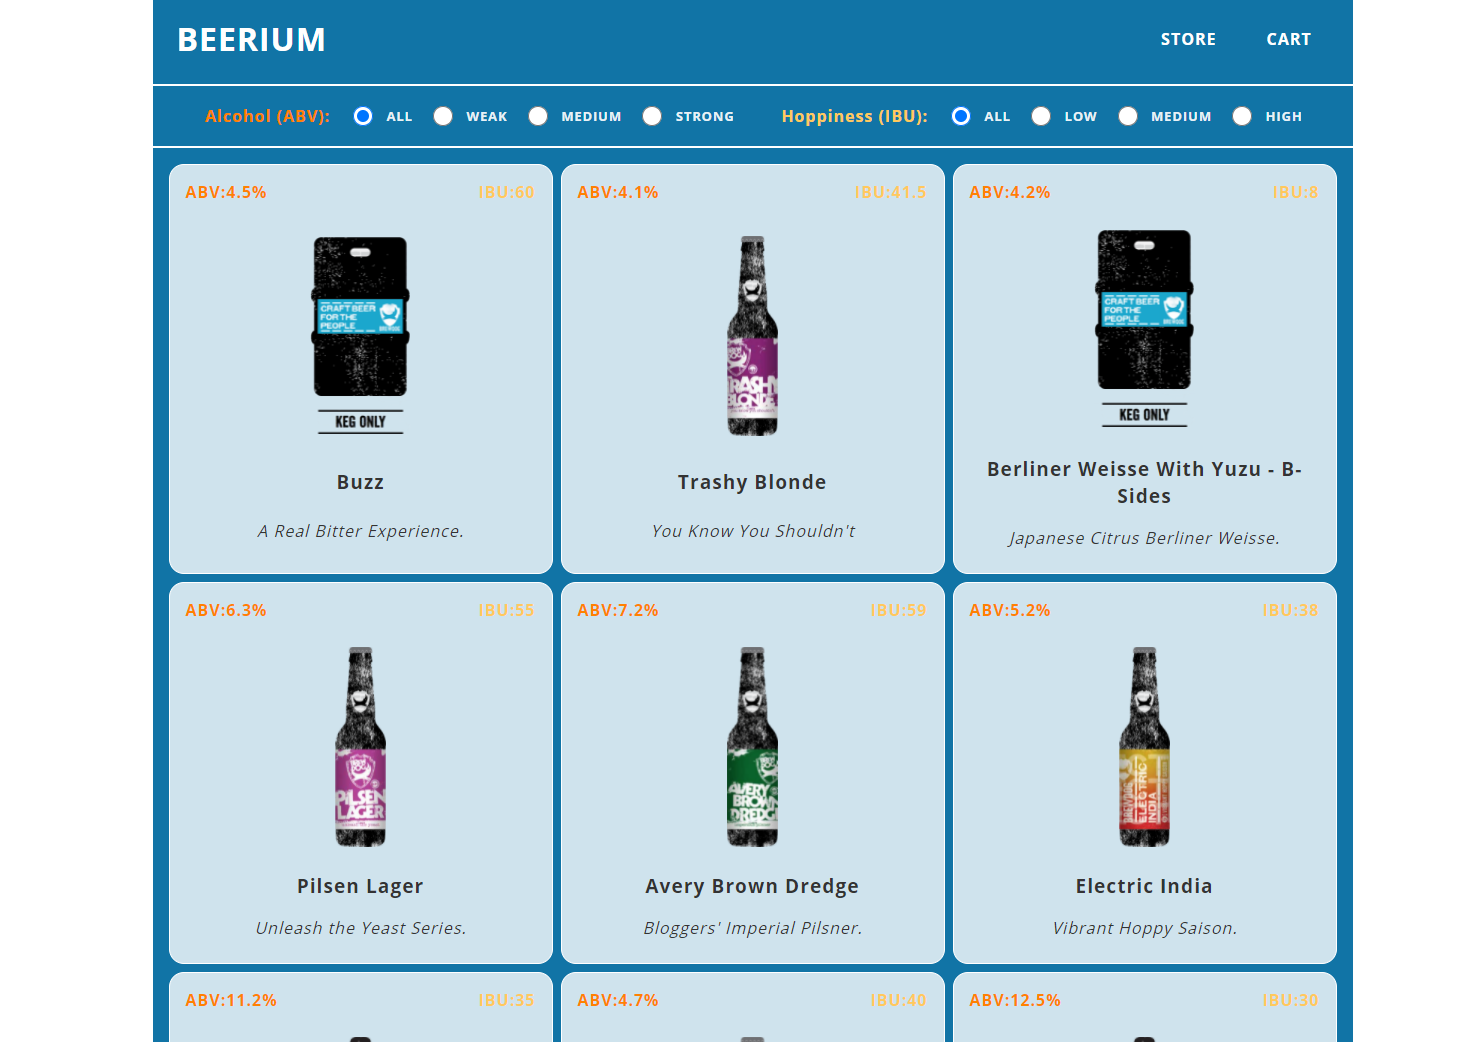 BEERIUM STORE CART
Alcohol (ABV): ALL WEAK MEDIUM STRONG Hoppiness (IBU): ALL LOW MEDIUM HIGH
ABV:4.5% IBU:60
CRAFT BEER
FOR THE
PEOPLE
BREWDOG
KEG ONLY
Buzz
A Real Bitter Experience.
ABV:4.1% IBU:41.5
TRASHY
BLONDE
Trashy Blonde
You Know You Shouldn't
ABV:4.2% IBU:8
CRAFT BEER
FOR THE
PEOPLE
BREWDOG
KEG ONLY
Berliner Weisse With Yuzu - B-
Sides
Japanese Citrus Berliner Weisse.
ABV:6.3% IBU:55
PILSEN
LAGER
Pilsen Lager
Unleash the Yeast Series.
ABV:7.2% IBU:59
AVERY
BROWN
DREDGE
Avery Brown Dredge
Bloggers' Imperial Pilsner.
ABV:5.2% IBU:38
BREWDOG
ELECTRIC
INDIA
Electric India
Vibrant Hoppy Saison.
ABV:11.2% IBU:35
ABV:4.7% IBU:40
ABV:12.5% IBU:30